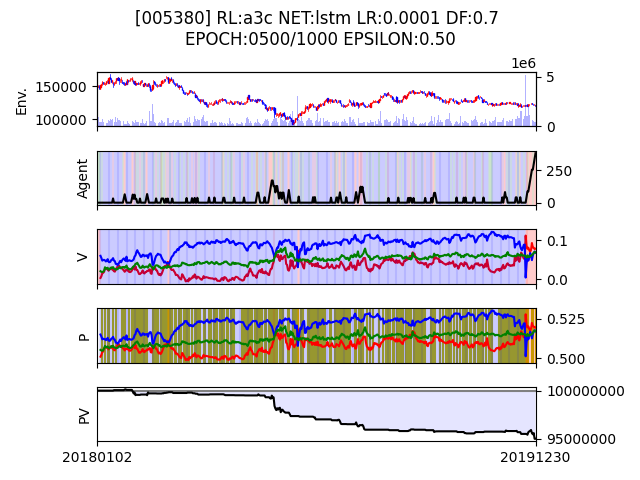 [005380] RL:a3c NET:lstm LR:0.0001 DF:0.7
EPOCH:0500/1000 EPSILON:0.50
1e6
Env.
150000
100000
5
0
Agent
250
0
V
0.1
0.0
P
0.525
0.500
PV
100000000
95000000
20180102
20191230